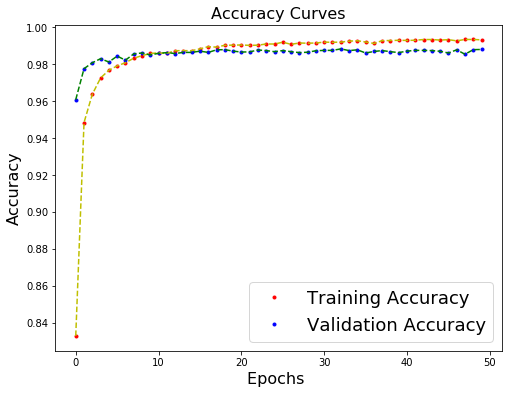 Accuracy Curves
1.00
0.98
0.96
0.94
0.92
0.90
0.88
0.86
0.84
Accuracy
Training Accuracy
Validation Accuracy
0 10 20 30 40 50
Epochs